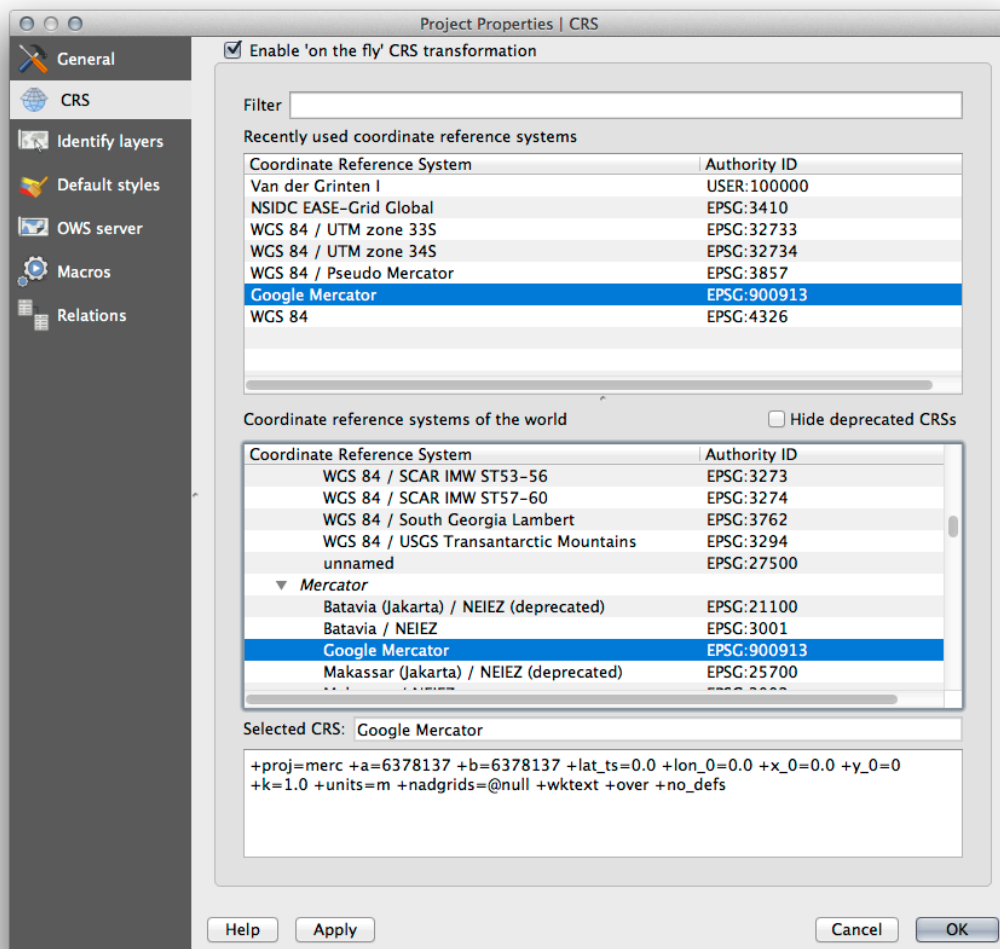 Project Properties | CRS
General
CRS
Identify layers
Default styles
OWS server
Macros
Relations
Enable 'on the fly' CRS transformation
Filter
Recently used coordinate reference systems
Coordinate Reference System Authority ID
Van der Grinten I USER:100000
NSIDC EASE-Grid Global EPSG:3410
WGS 84 / UTM zone 33S EPSG:32733
WGS 84 / UTM zone 34S EPSG:32734
WGS 84 / Pseudo Mercator EPSG:3857
Google Mercator EPSG:900913
WGS 84 EPSG:4326
Coordinate reference systems of the world Hide deprecated CRSs
Coordinate Reference System Authority ID
WGS 84 / SCAR IMW ST53-56 EPSG:3273
WGS 84 / SCAR IMW ST57-60 EPSG:3274
WGS 84 / South Georgia Lambert EPSG:3762
WGS 84 / USGS Transantarctic Mountains EPSG:3294
unnamed EPSG:27500
Mercator
Batavia (Jakarta) / NEIEZ (deprecated) EPSG:21100
Batavia / NEIEZ EPSG:3001
Google Mercator EPSG:900913
Makassar (Jakarta) / NEIEZ (deprecated) EPSG:25700
Selected CRS: Google Mercator
+proj=merc +a=6378137 +b=6378137 +lat_ts=0.0 +lon_0=0.0 +x_0=0.0 +y_0=0
+k=1.0 +units=m +nadgrids=@null +wktext +over +no_defs
Help Apply Cancel OK